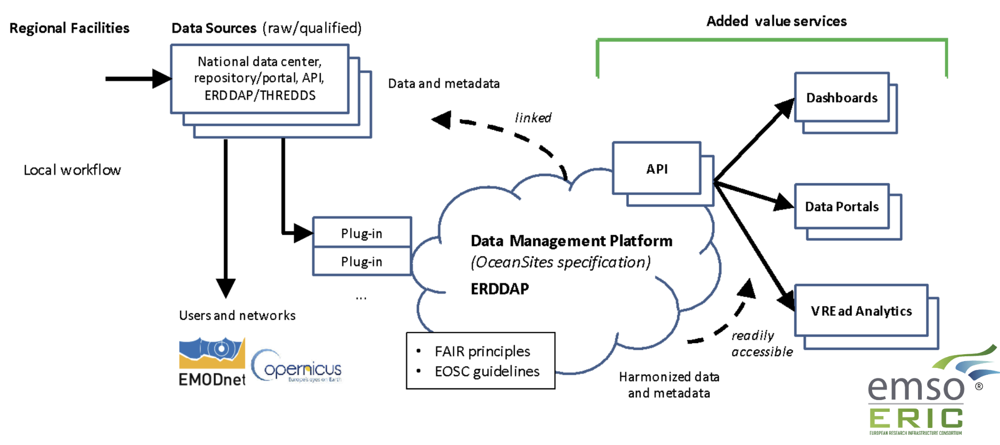 Regional Facilities
Data Sources (raw/qualified)
Added value services
National data center,
repository/portal, API,
ERDDAP/THREDDS
Data and metadata
linked
Dashboards
API
Local workflow
Data Portals
Plug-in
Plug-in
...
Data Management Platform
(OceanSites specification)
ERDDAP
Users and networks
VREad Analytics
readily
accessible
EMODnet
Copernicus
Europe's eyes on Earth
• FAIR principles
• EOSC guidelines
Harmonized data
and metadata
emso ®
ERIC
EUROPEAN RESEARCH INFRASTRUCTURE CONSORTIUM